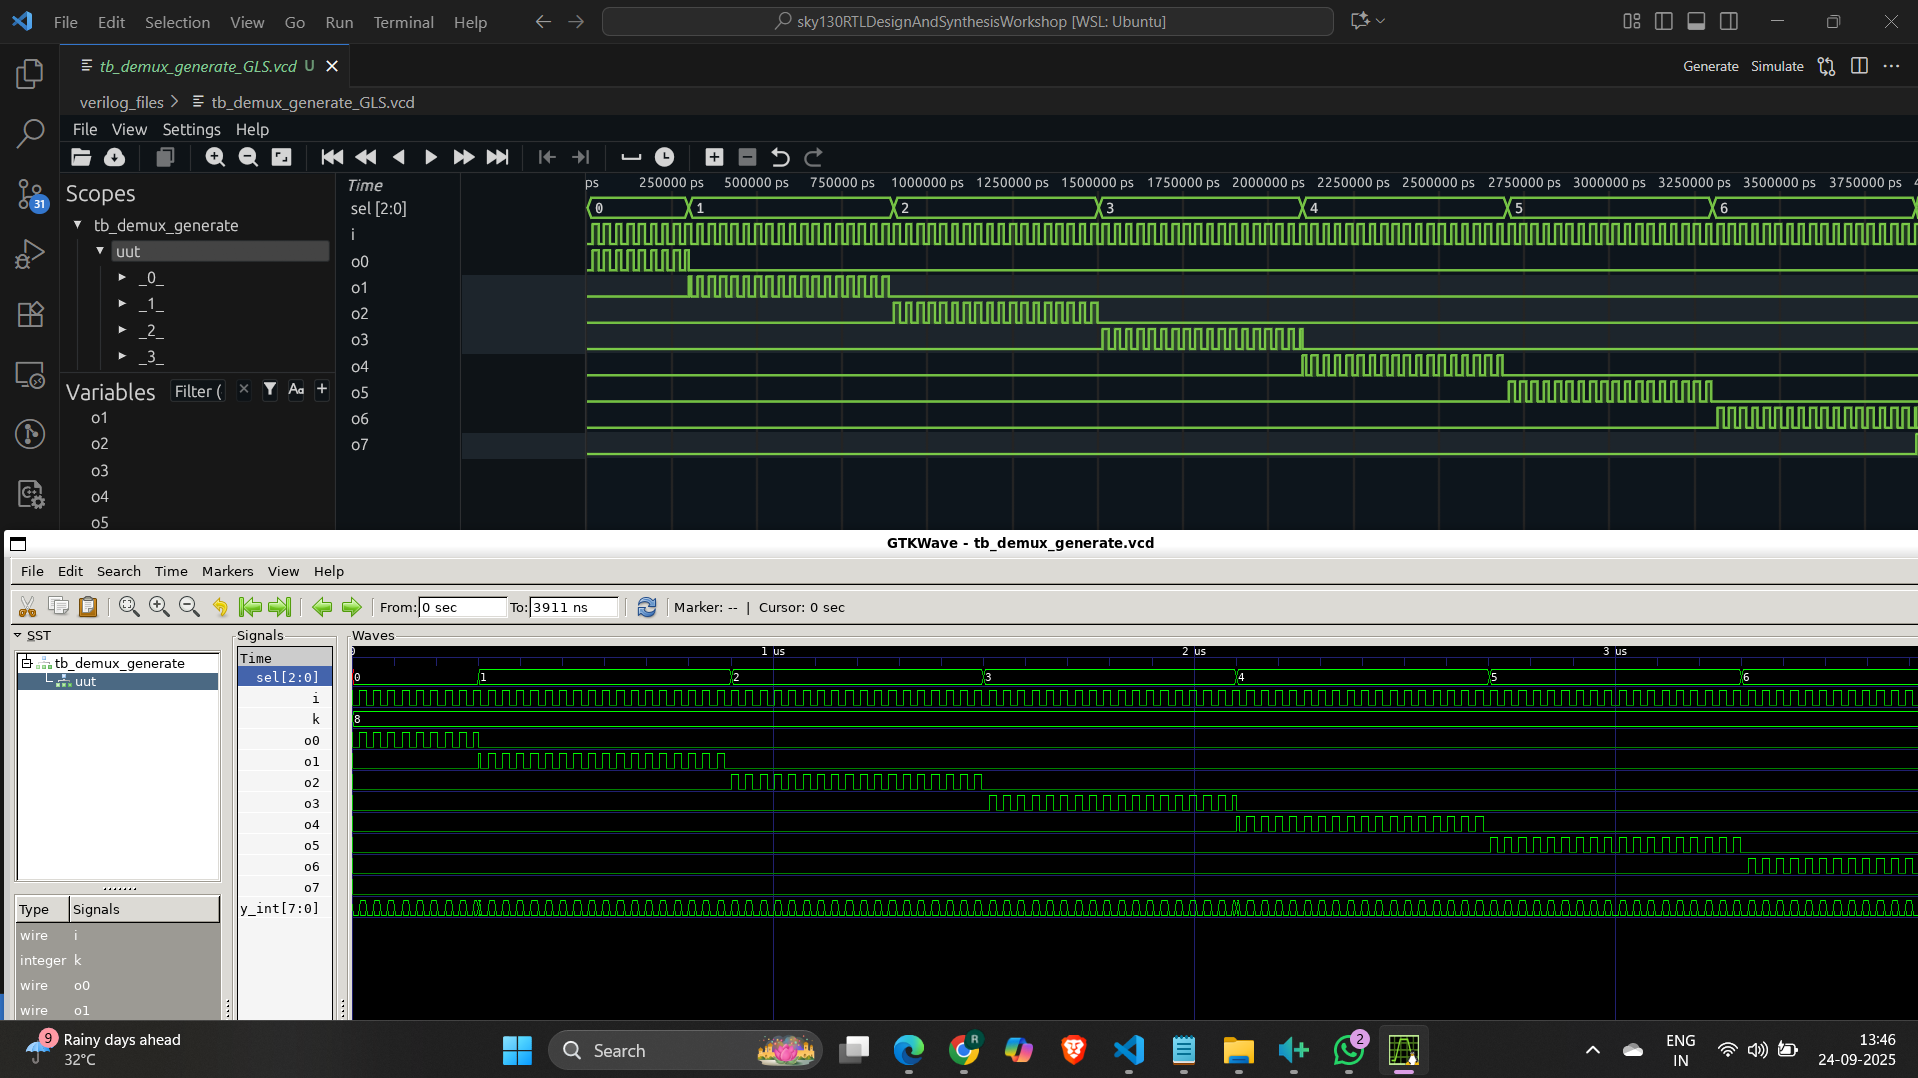 File Edit Selection View Go Run Terminal Help
sky130RTLDesignAndSynthesisWorkshop [WSL: Ubuntu]
tb_demux_generate_GLS.vcd U
Generate Simulate
verilog_files > tb_demux_generate_GLS.vcd
File View Settings Help
31
Scopes
tb_demux_generate
uut
_0_
_1_
_2_
_3_
Variables Filter (
Aa
o1
o2
o3
o4
o5
Time
ps 250000 ps 500000 ps 750000 ps 1000000 ps 1250000 ps 1500000 ps 1750000 ps 2000000 ps 2250000 ps 2500000 ps 2750000 ps 3000000 ps 3250000 ps 3500000 ps 3750000 ps 4
sel [2:0] 0 1 2 3 4 5 6
i
o0
o1
o2
o3
o4
o5
o6
o7
GTKWave - tb_demux_generate.vcd
File Edit Search Time Markers View Help
From: 0 sec To: 3911 ns Marker: -- | Cursor: 0 sec
SST
tb_demux_generate
uut
Type Signals
wire i
integer k
wire o0
wire o1
Signals
Waves
Time
0 1 us 2 us 3 us
sel[2:0] 0 1 2 3 4 5 6
i
k 8
o0
o1
o2
o3
o4
o5
o6
o7
y_int[7:0]
9
Rainy days ahead
32°C
Search
R
2
ENG
IN
13:46
24-09-2025